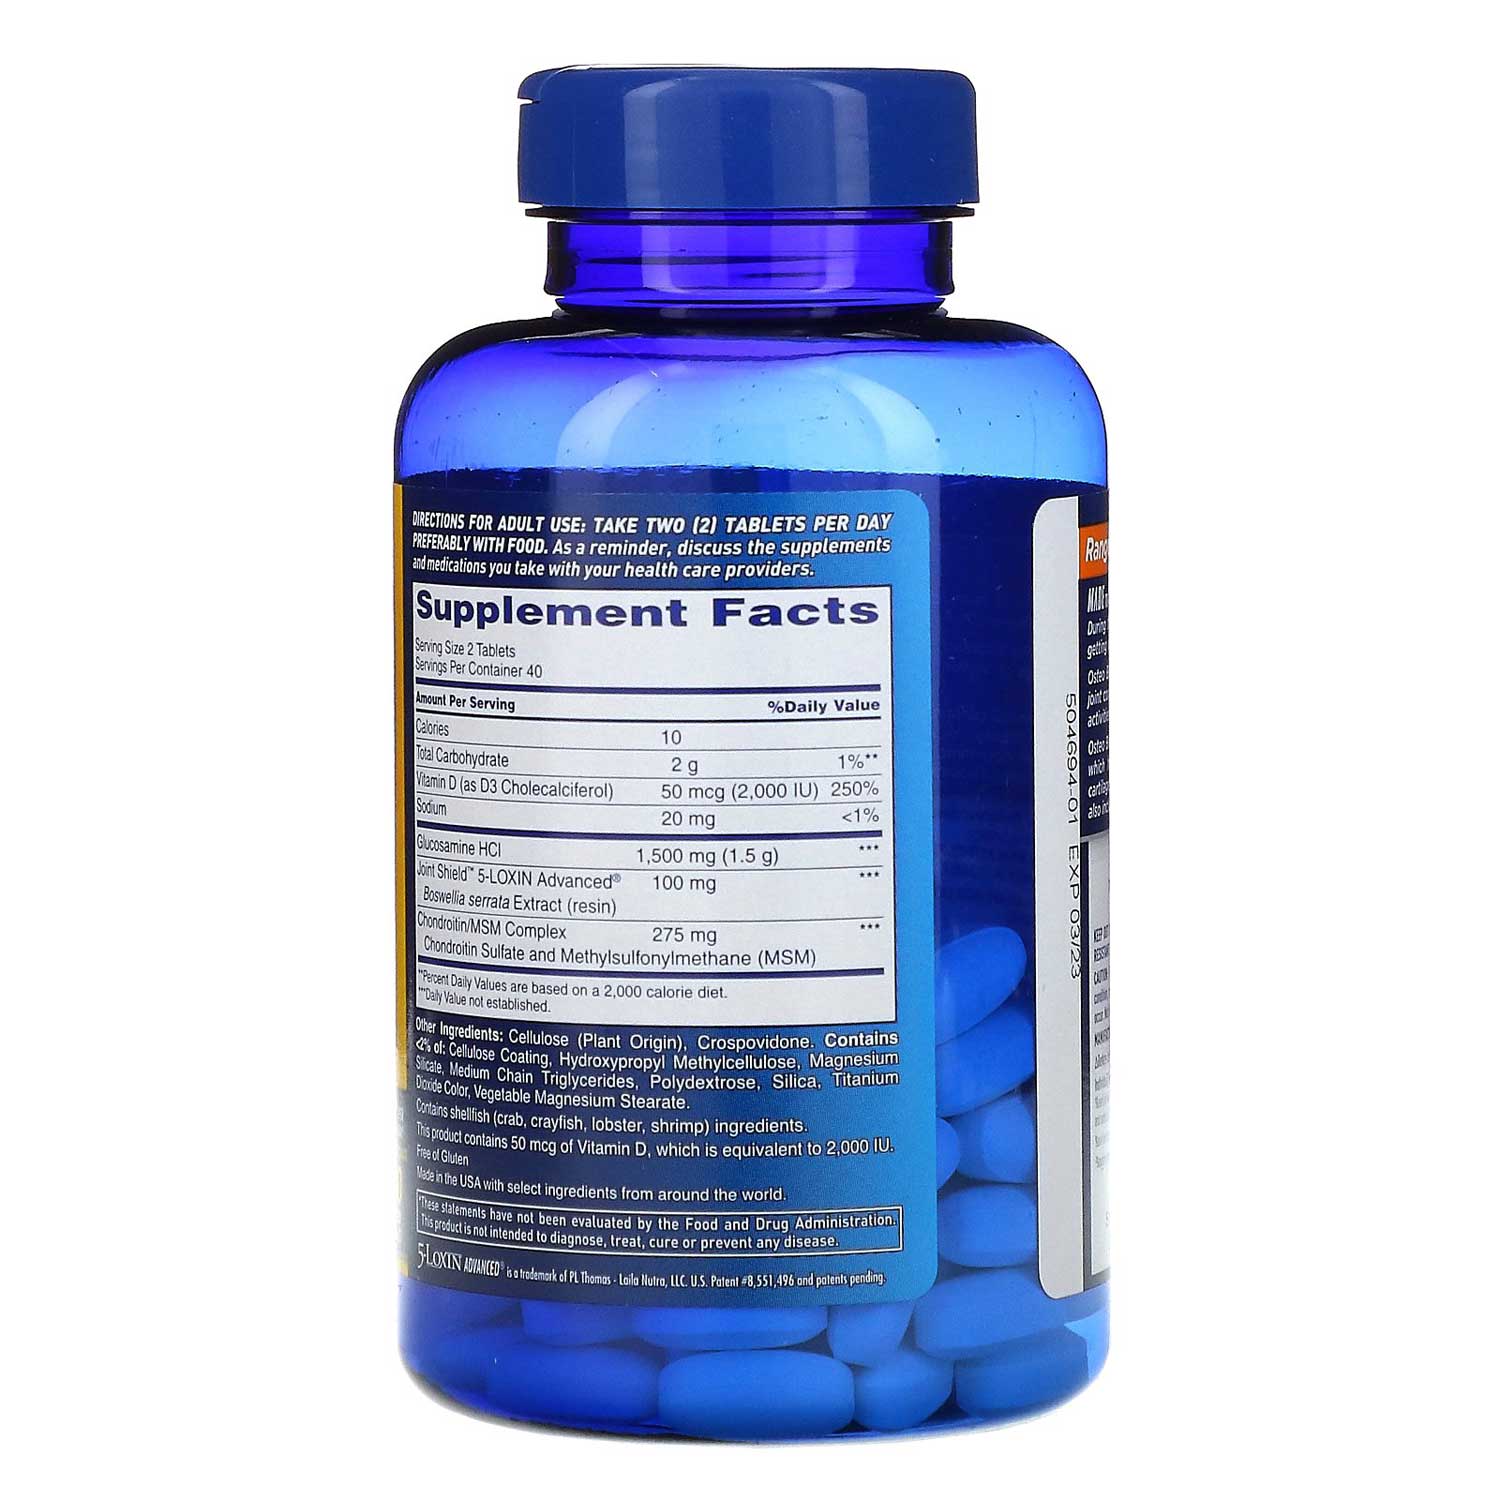 DIRECTIONS FOR ADULT USE: TAKE TWO (2) TABLETS PER DAY
PREFERABLY WITH FOOD. As a reminder, discuss the supplements
and medications you take with your health care providers.
Supplement Facts
Serving Size 2 Tablets
Servings Per Container 40
Amount Per Serving %Daily Value
Calories 10
Total Carbohydrate 2 g 1%**
Vitamin D (as D3 Cholecalciferol) 50 mcg (2,000 IU) 250%
Sodium 20 mg <1%
Glucosamine HCl 1,500 mg (1.5 g) ***
Joint Shield™ 5-LOXIN Advanced® 100 mg ***
Boswellia serrata Extract (resin)
Chondroitin/MSM Complex 275 mg ***
Chondroitin Sulfate and Methylsulfonylmethane (MSM)
**Percent Daily Values are based on a 2,000 calorie diet.
***Daily Value not established.
Other Ingredients: Cellulose (Plant Origin), Crospovidone. Contains
<2% of: Cellulose Coating, Hydroxypropyl Methylcellulose, Magnesium
Silicate, Medium Chain Triglycerides, Polydextrose, Silica, Titanium
Dioxide Color, Vegetable Magnesium Stearate.
Contains shellfish (crab, crayfish, lobster, shrimp) ingredients.
This product contains 50 mcg of Vitamin D, which is equivalent to 2,000 IU.
Free of Gluten
Made in the USA with select ingredients from around the world.
*These statements have not been evaluated by the Food and Drug Administration.
This product is not intended to diagnose, treat, cure or prevent any disease.
5-LOXIN ADVANCED® is a trademark of PL Thomas - Laila Nutra, LLC. U.S. Patent #8,551,496 and patents pending.
504694-01 EXP 03/23
MADE
During
getting
Osteo
joint
Osteo
which
also
KEEP
CAUTION